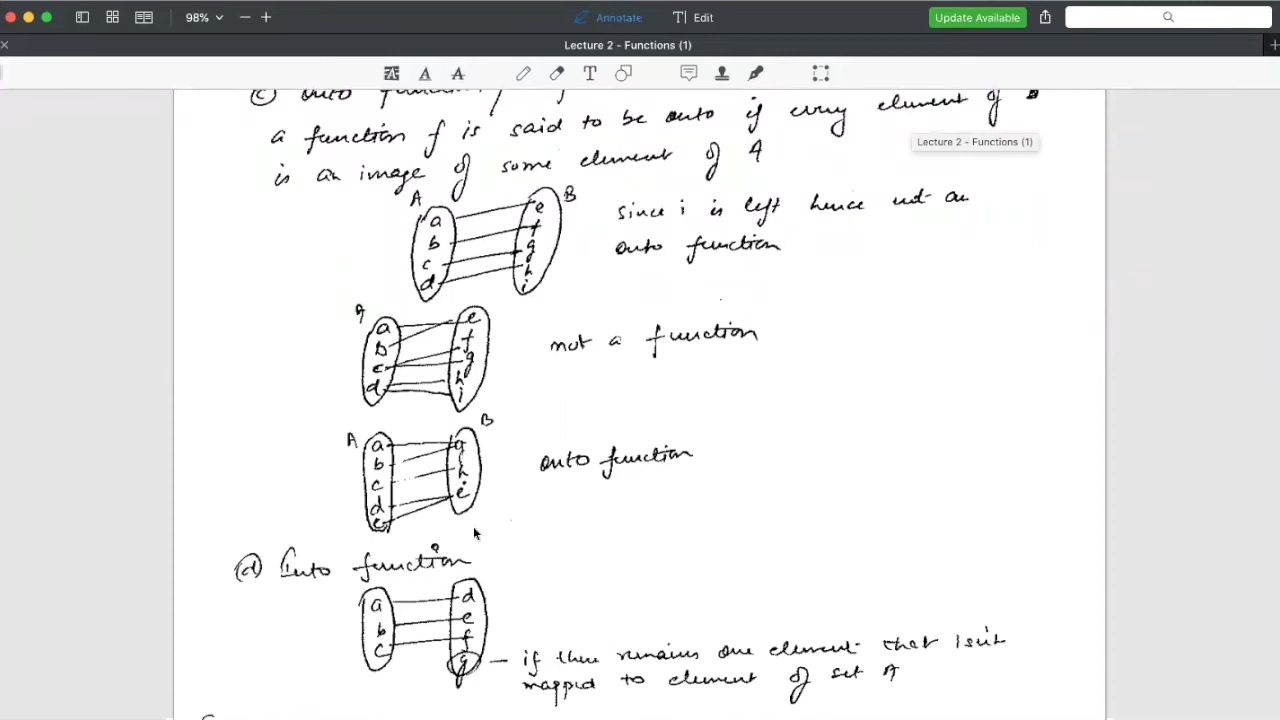 98%
Annotate
Edit
Update Available
Lecture 2 - Functions (1)
Lecture 2 - Functions (1)
(c) Onto function
a function f is said to be onto if every element of B
is an image of some element of A
A B
a e
b f
c g
d h
i
since i is left hence not an
onto function
A
a e
b f
c g
d h
i
not a function
A B
a g
b h
c i
d
e
onto function
(d) Into function
a d
b e
c f
g
— if there remains one element that isn't
mapped to element of set A